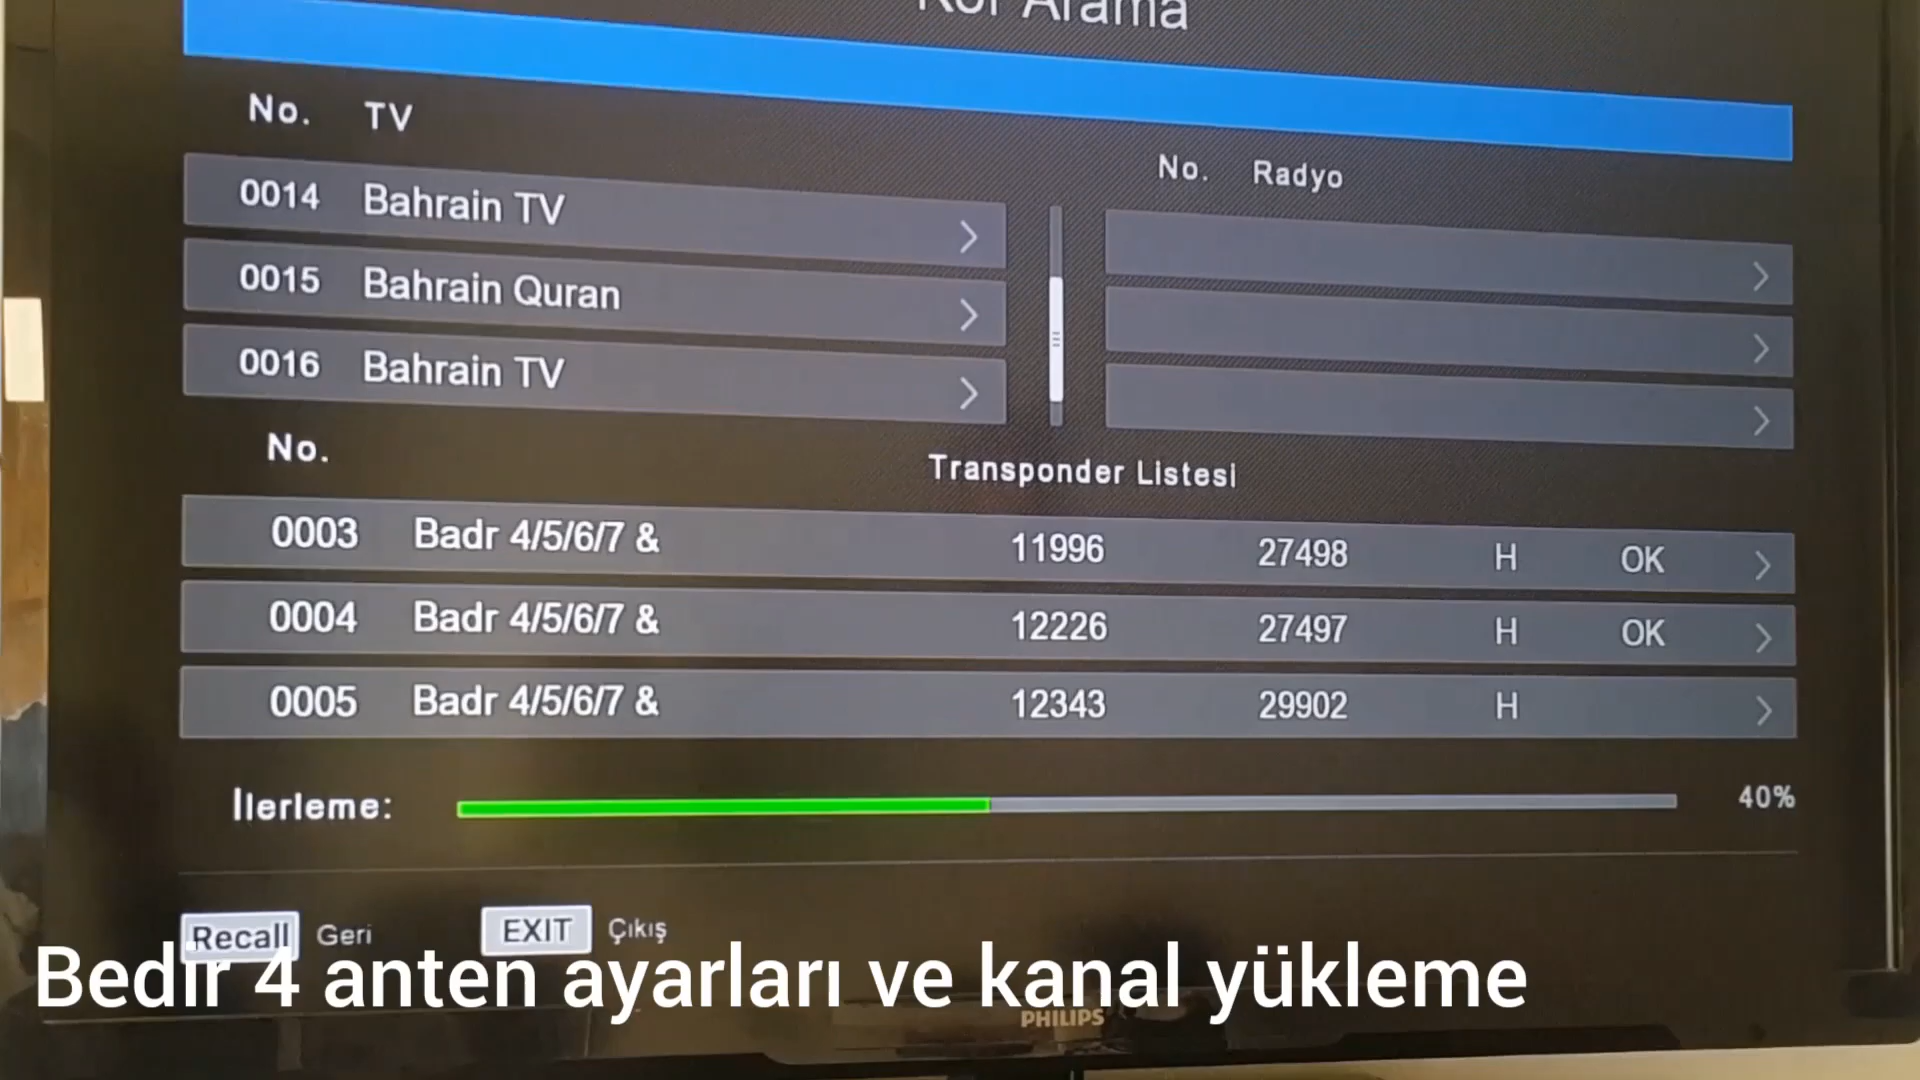 Kör Arama
No. TV
No. Radyo
0014 Bahrain TV
0015 Bahrain Quran
0016 Bahrain TV
No. Transponder Listesi
0003 Badr 4/5/6/7 & 11996 27498 H OK
0004 Badr 4/5/6/7 & 12226 27497 H OK
0005 Badr 4/5/6/7 & 12343 29902 H
İlerleme: 40%
Recall Geri EXIT Çıkış
Bedir 4 anten ayarları ve kanal yükleme
PHILIPS